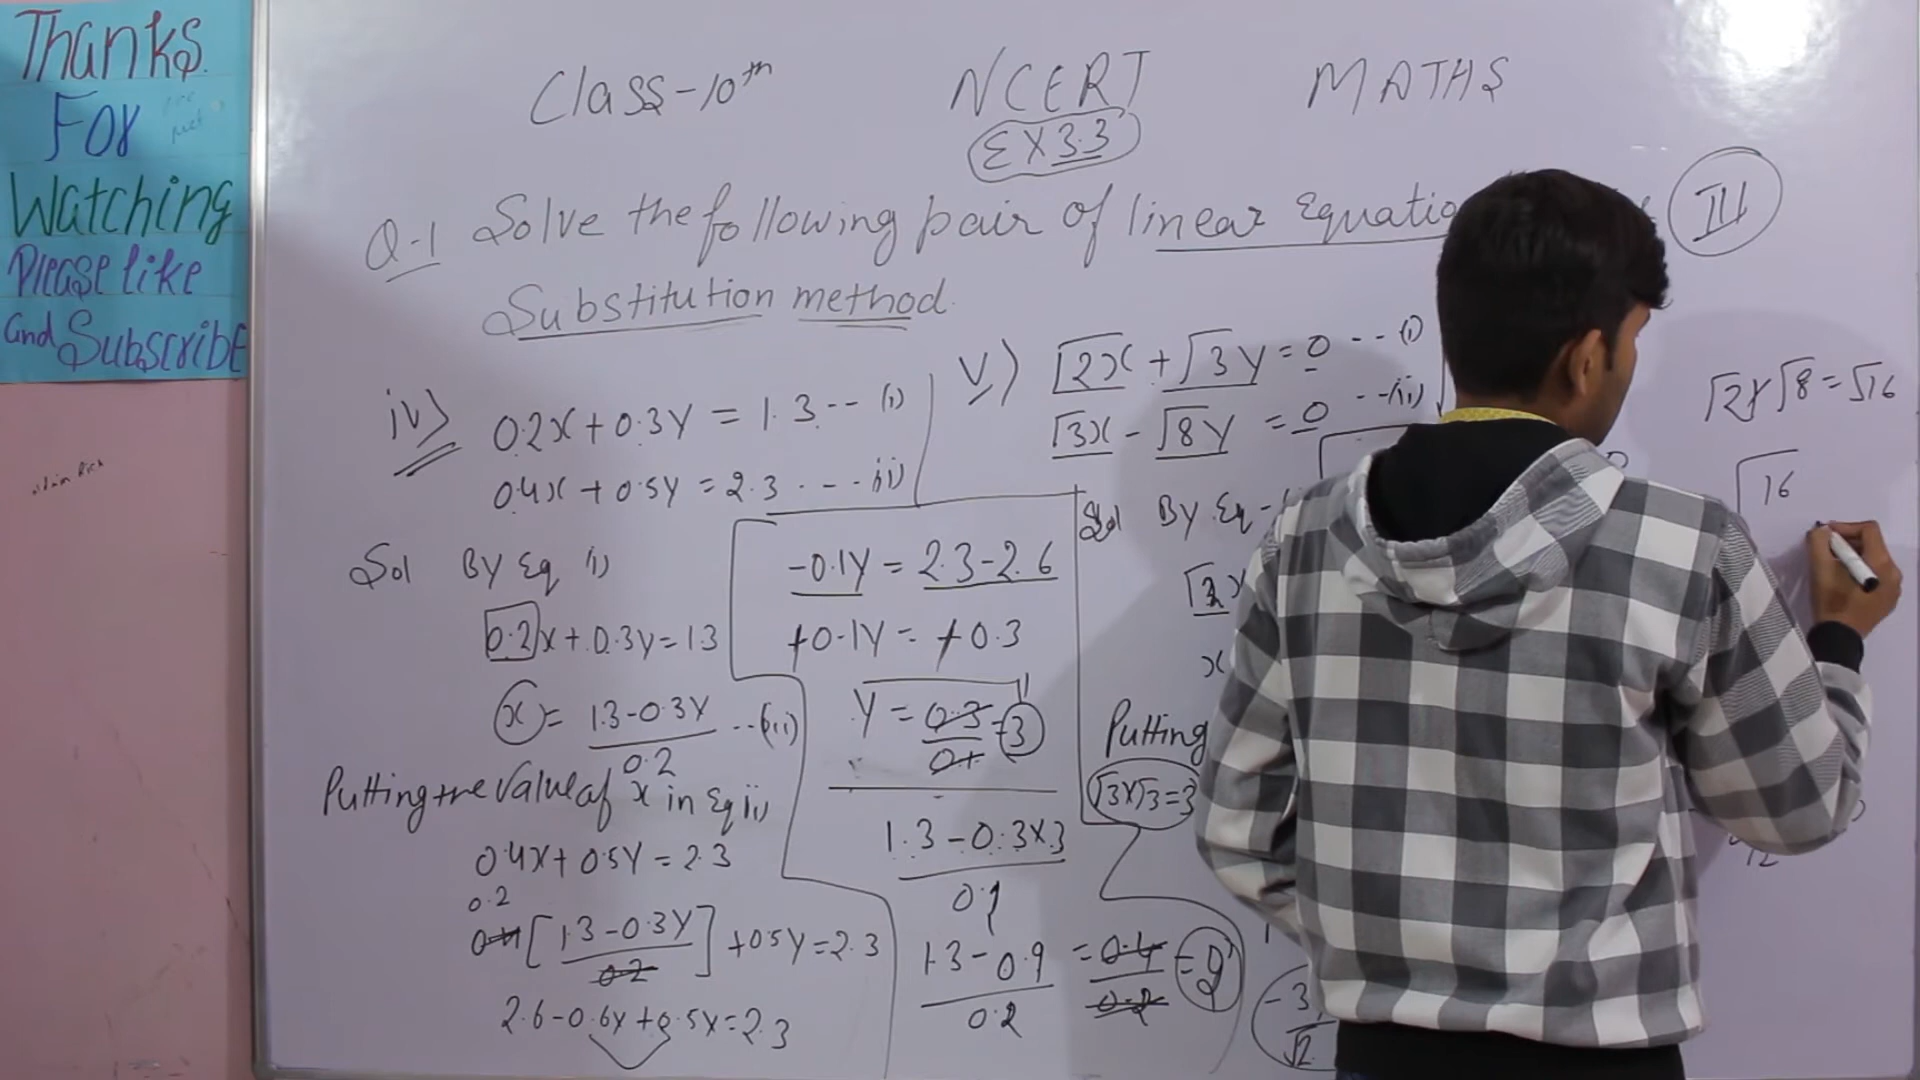 Thanks
For
Watching
Please like
and Subscribe
Class-10th NCERT MATHS
EX 3.3
Q.1 Solve the following pair of linear Equatio
Substitution method.
iv) 0.2x + 0.3y = 1.3 -- (i)
0.4x + 0.5y = 2.3 --- ii)
Sol By Eq i)
0.2x + 0.3y = 1.3
x = 1.3-0.3y / 0.2 -- (iii)
Putting the value of x in Eq ii)
0.4x + 0.5y = 2.3
0.2
0.4 [1.3-0.3y / 0.2] + 0.5y = 2.3
2.6-0.6y + 0.5y = 2.3
-0.1y = 2.3-2.6
+0.1y = +0.3
y = 0.3 / 0.1 = 3
1.3-0.3x3
1.3-0.9 / 0.2 = 0.4 / 0.2 = 2
v) √2x + √3y = 0 -- (i)
√3x - √8y = 0 -- (ii)
Sol By Eq-
x
Putting
√3x√3=3
-3
√2
√2x√8=√16
√16